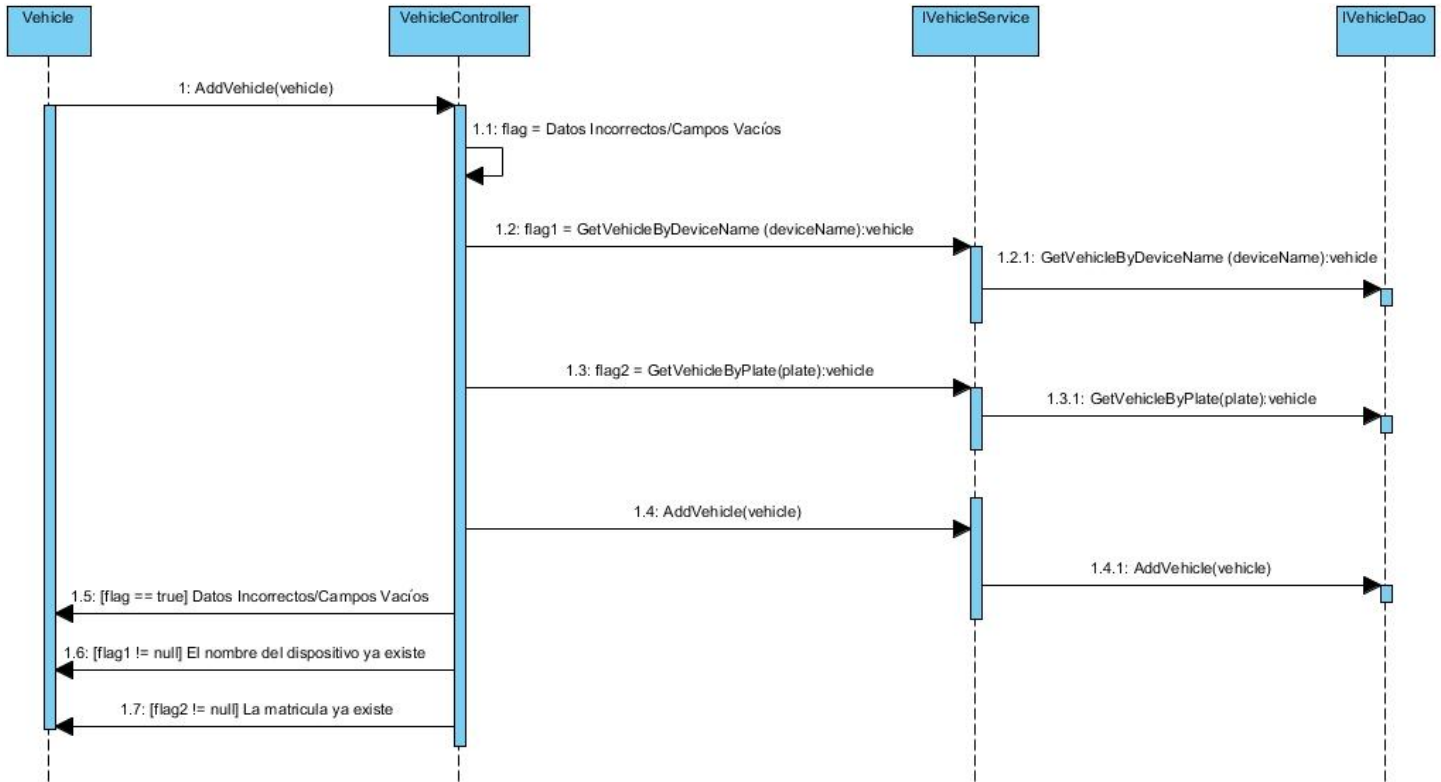 Vehicle
VehicleController
IVehicleService
IVehicleDao
1: AddVehicle(vehicle)
1.1: flag = Datos Incorrectos/Campos Vacíos
1.2: flag1 = GetVehicleByDeviceName (deviceName):vehicle
1.2.1: GetVehicleByDeviceName (deviceName):vehicle
1.3: flag2 = GetVehicleByPlate(plate):vehicle
1.3.1: GetVehicleByPlate(plate):vehicle
1.4: AddVehicle(vehicle)
1.4.1: AddVehicle(vehicle)
1.5: [flag == true] Datos Incorrectos/Campos Vacíos
1.6: [flag1 != null] El nombre del dispositivo ya existe
1.7: [flag2 != null] La matricula ya existe